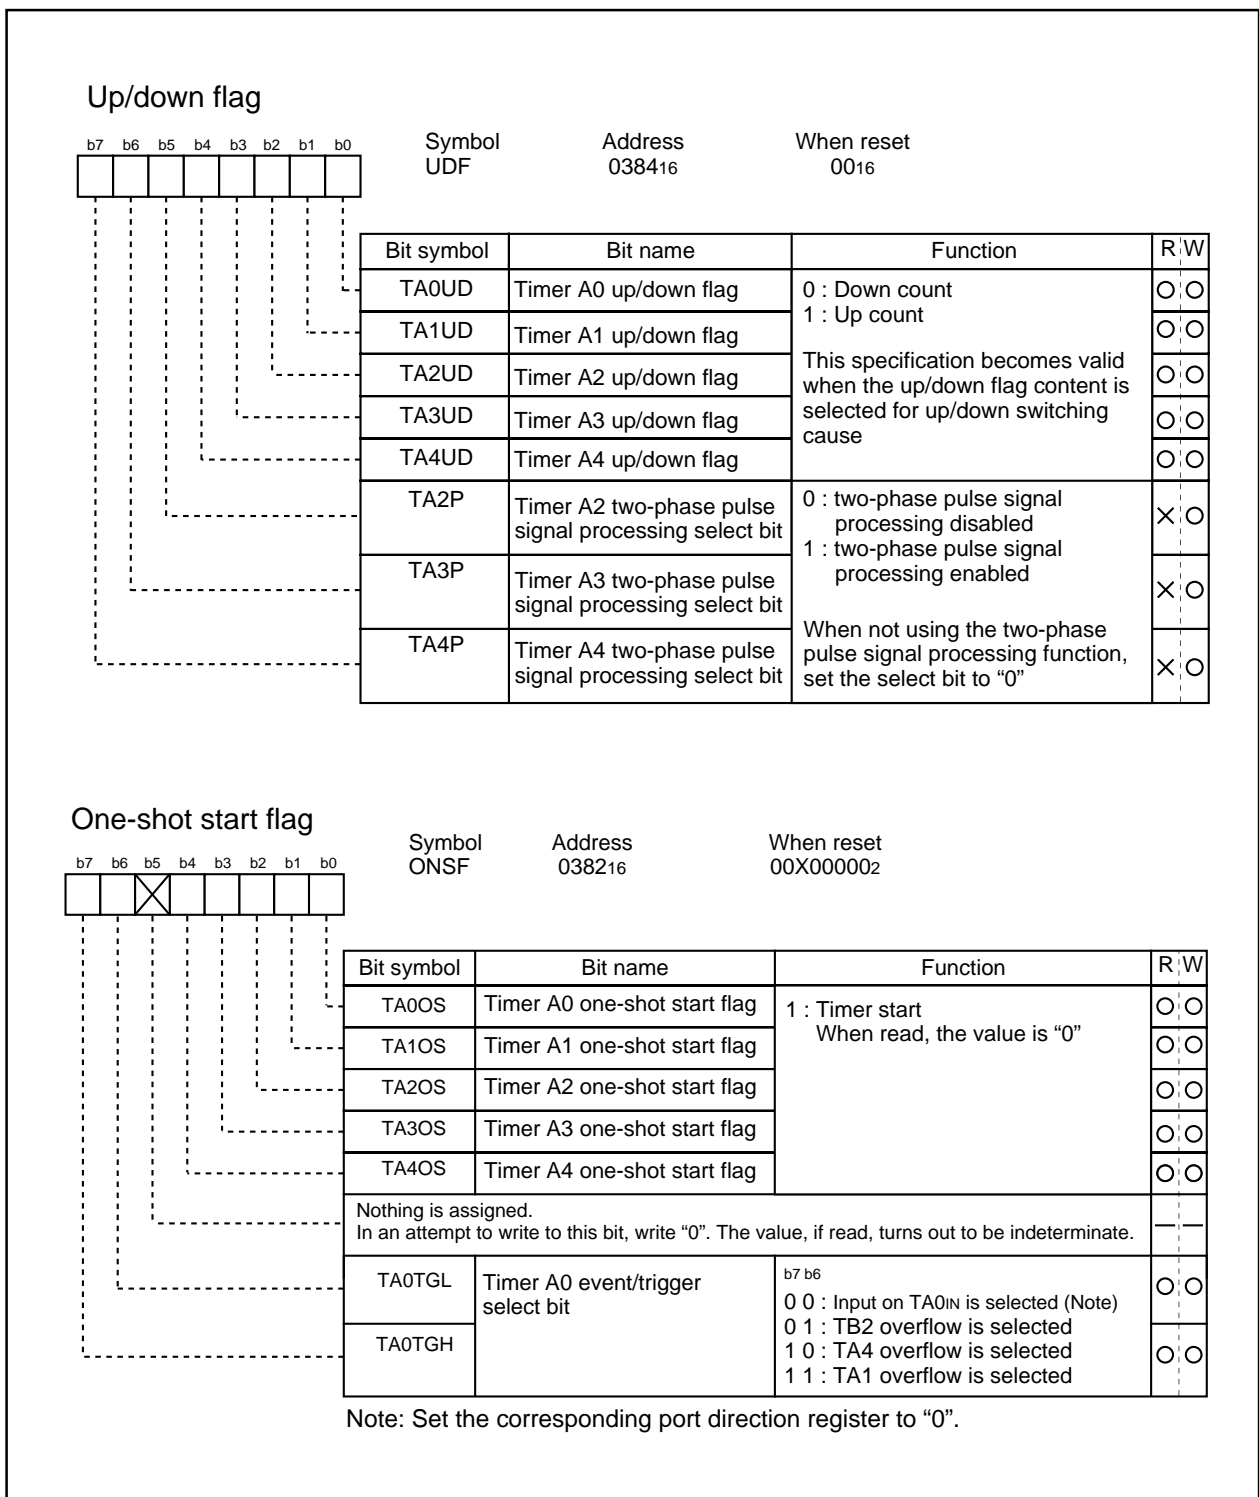 Up/down flag
b7 b6 b5 b4 b3 b2 b1 b0
Symbol Address When reset
UDF 038416 0016
Bit symbol Bit name Function R W
TA0UD Timer A0 up/down flag
TA1UD Timer A1 up/down flag
TA2UD Timer A2 up/down flag
TA3UD Timer A3 up/down flag
TA4UD Timer A4 up/down flag
0 : Down count
1 : Up count
This specification becomes valid
when the up/down flag content is
selected for up/down switching
cause
TA2P Timer A2 two-phase pulse
signal processing select bit
TA3P Timer A3 two-phase pulse
signal processing select bit
TA4P Timer A4 two-phase pulse
signal processing select bit
0 : two-phase pulse signal
processing disabled
1 : two-phase pulse signal
processing enabled
When not using the two-phase
pulse signal processing function,
set the select bit to “0”
One-shot start flag
b7 b6 b5 b4 b3 b2 b1 b0
Symbol Address When reset
ONSF 038216 00X000002
Bit symbol Bit name Function R W
TA0OS Timer A0 one-shot start flag
TA1OS Timer A1 one-shot start flag
TA2OS Timer A2 one-shot start flag
TA3OS Timer A3 one-shot start flag
TA4OS Timer A4 one-shot start flag
1 : Timer start
When read, the value is “0”
Nothing is assigned.
In an attempt to write to this bit, write “0”. The value, if read, turns out to be indeterminate.
TA0TGL Timer A0 event/trigger
select bit
TA0TGH
b7 b6
0 0 : Input on TA0IN is selected (Note)
0 1 : TB2 overflow is selected
1 0 : TA4 overflow is selected
1 1 : TA1 overflow is selected
Note: Set the corresponding port direction register to “0”.